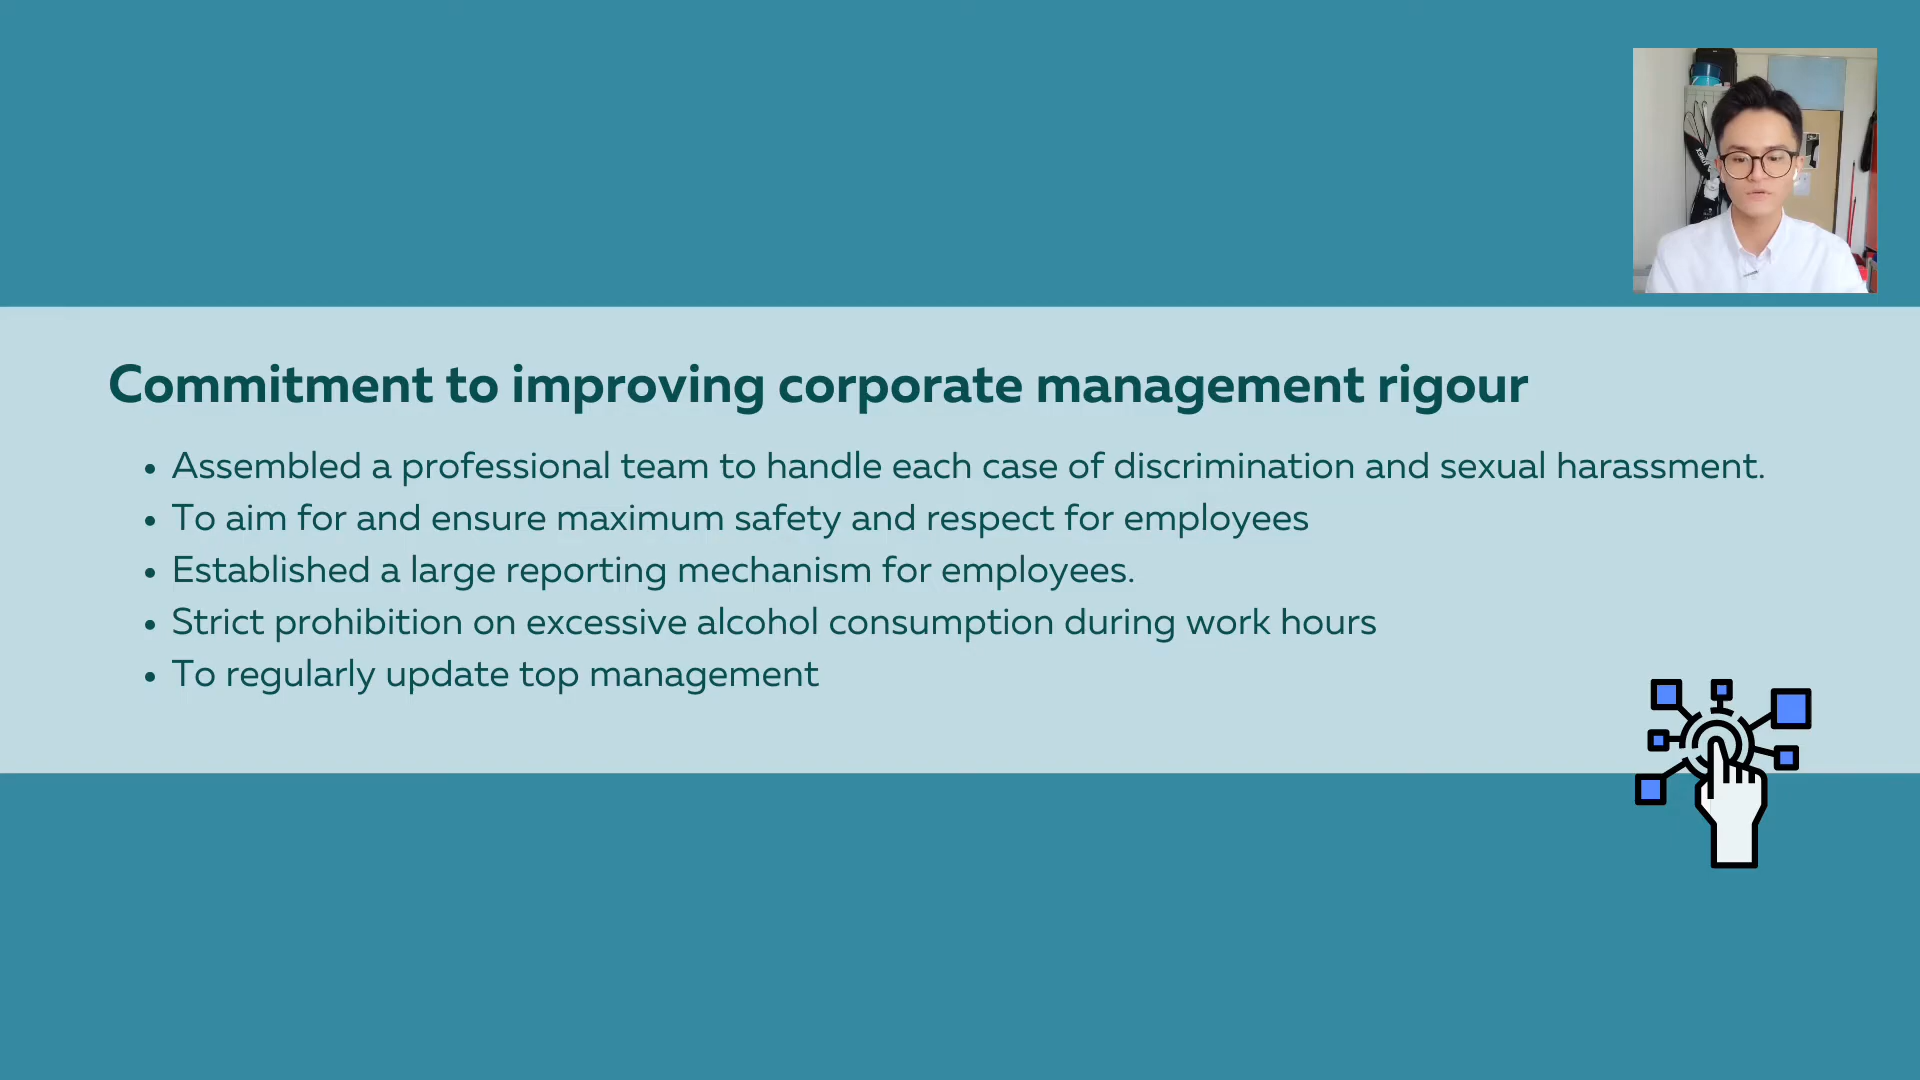 Commitment to improving corporate management rigour
• Assembled a professional team to handle each case of discrimination and sexual harassment.
• To aim for and ensure maximum safety and respect for employees
• Established a large reporting mechanism for employees.
• Strict prohibition on excessive alcohol consumption during work hours
• To regularly update top management